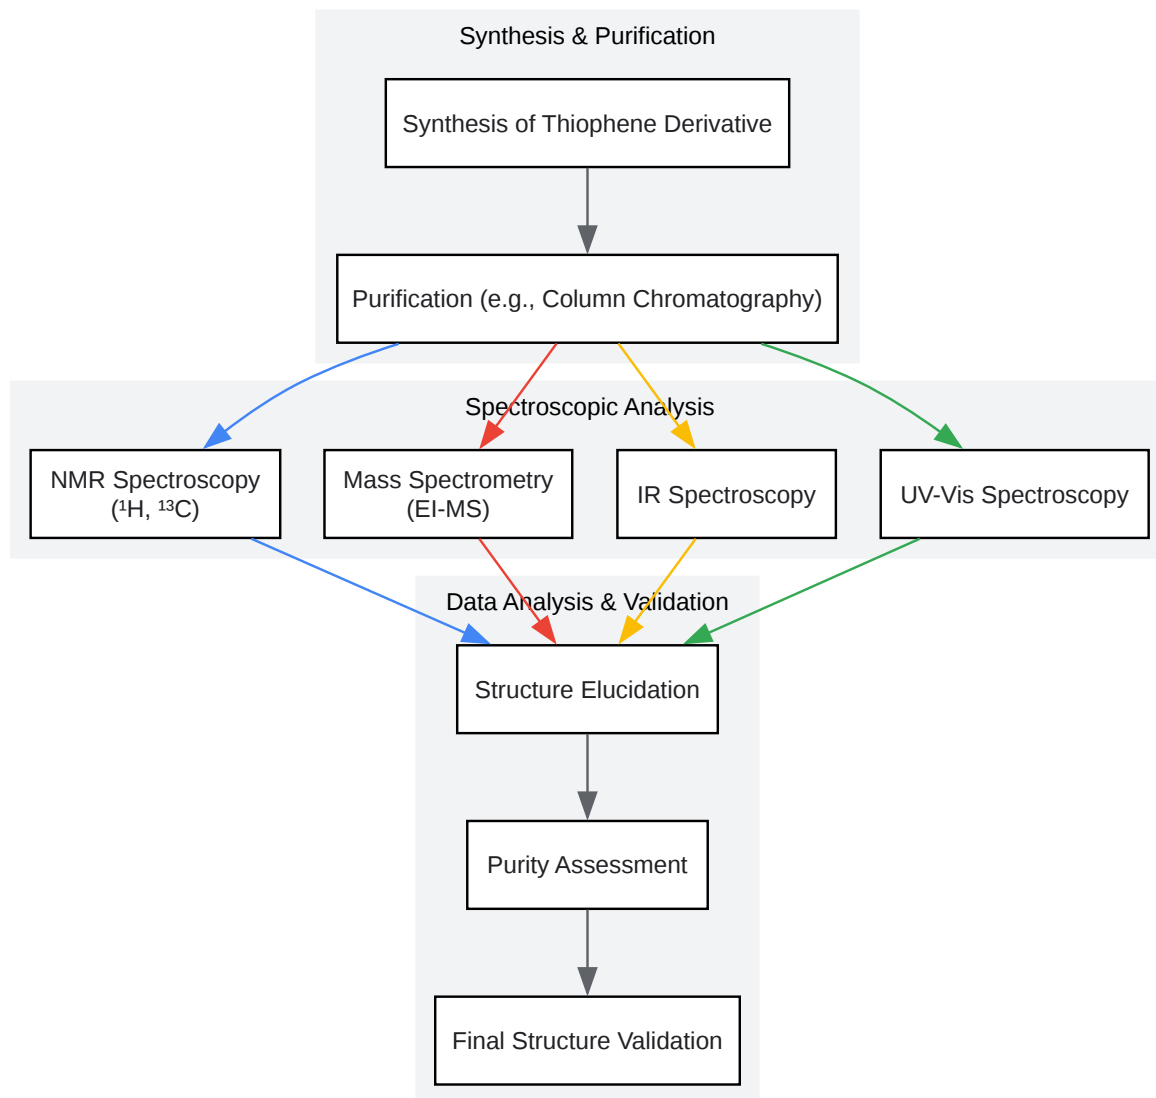 Synthesis & Purification
Synthesis of Thiophene Derivative
Purification (e.g., Column Chromatography)
Spectroscopic Analysis
NMR Spectroscopy
(¹H, ¹³C)
Mass Spectrometry
(EI-MS)
IR Spectroscopy
UV-Vis Spectroscopy
Data Analysis & Validation
Structure Elucidation
Purity Assessment
Final Structure Validation